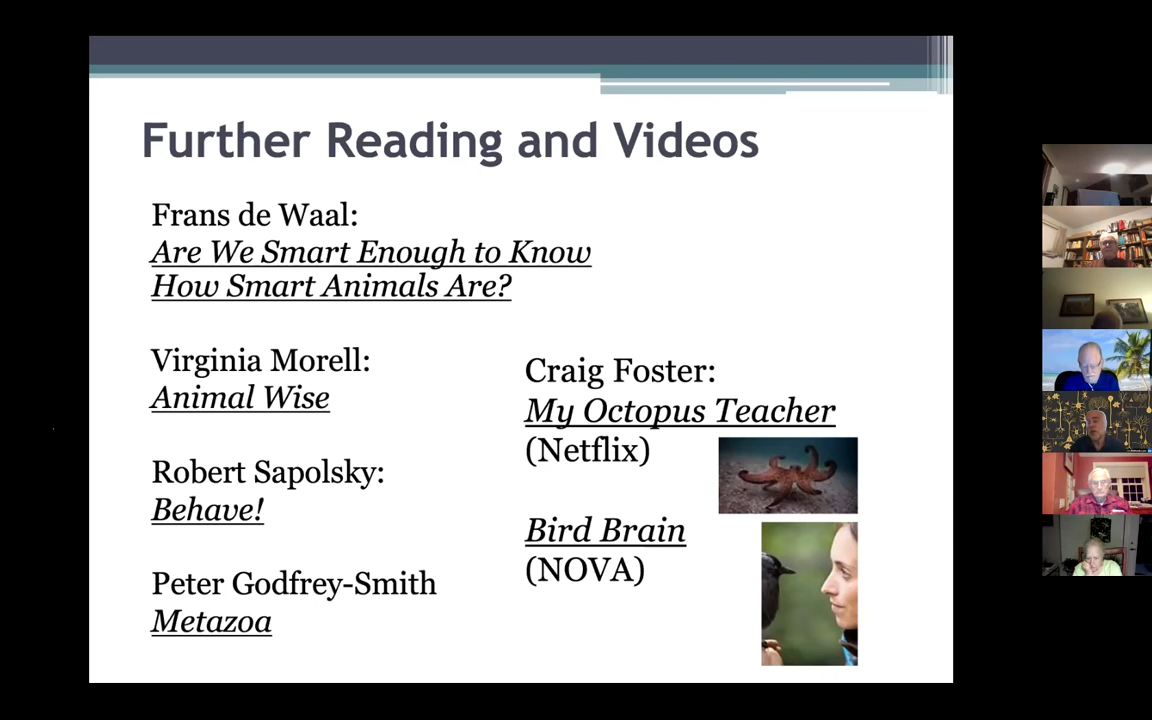 Further Reading and Videos
Frans de Waal:
Are We Smart Enough to Know
How Smart Animals Are?
Virginia Morell:
Animal Wise
Robert Sapolsky:
Behave!
Peter Godfrey-Smith
Metazoa
Craig Foster:
My Octopus Teacher
(Netflix)
Bird Brain
(NOVA)